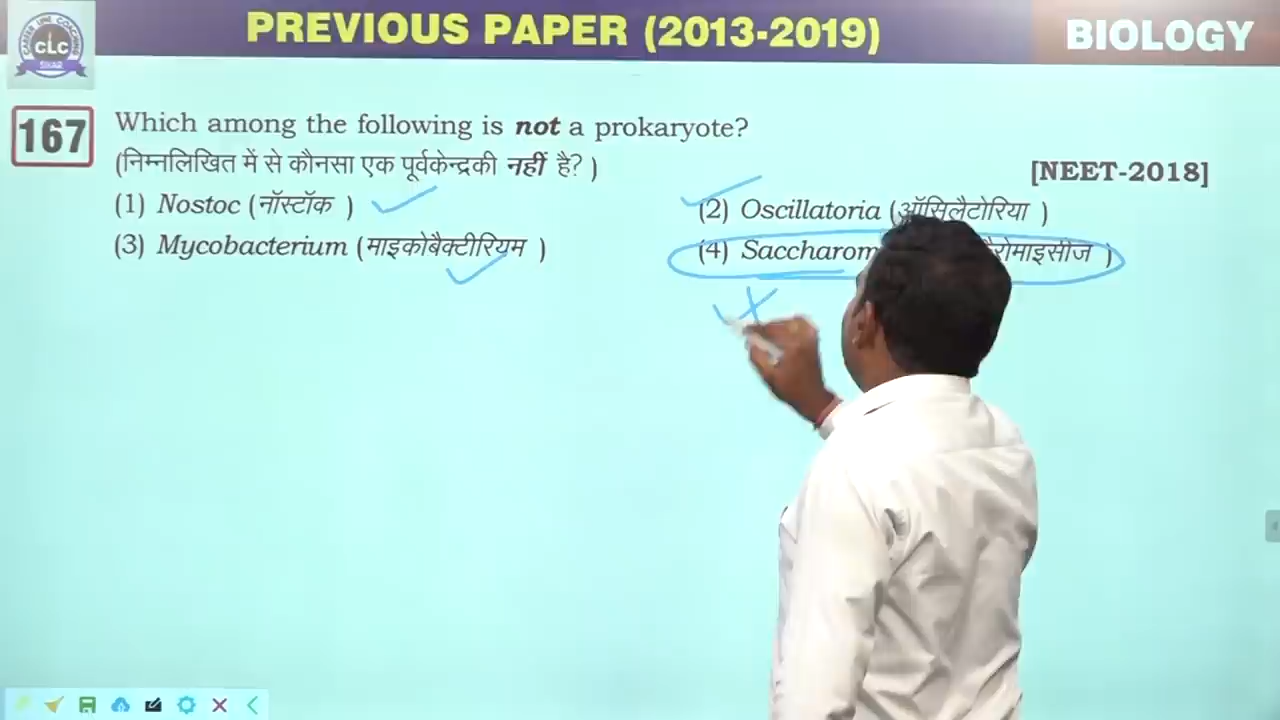 CLC
PREVIOUS PAPER (2013-2019)
BIOLOGY
167
Which among the following is not a prokaryote?
(निम्नलिखित में से कौनसा एक पूर्वकेन्द्रकी नहीं है? )
[NEET-2018]
(1) Nostoc (नॉस्टॉक )
(2) Oscillatoria (ऑसिलैटोरिया )
(3) Mycobacterium (माइकोबैक्टीरियम )
(4)